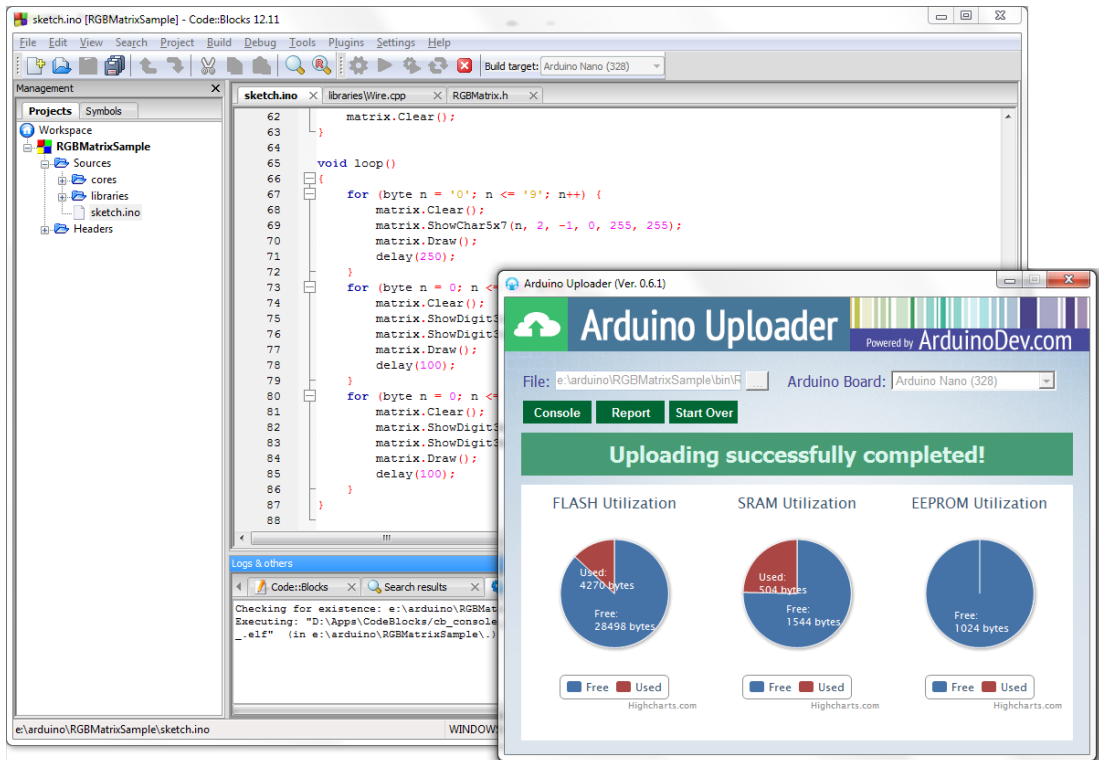 sketch.ino [RGBMatrixSample] - Code::Blocks 12.11
File Edit View Search Project Build Debug Tools Plugins Settings Help
Build target: Arduino Nano (328)
Management
Projects Symbols
Workspace
RGBMatrixSample
Sources
cores
libraries
sketch.ino
Headers
sketch.ino libraries\Wire.cpp RGBMatrix.h
62 matrix.Clear();
63 }
64
65 void loop()
66 {
67 for (byte n = '0'; n <= '9'; n++) {
68 matrix.Clear();
69 matrix.ShowChar5x7(n, 2, -1, 0, 255, 255);
70 matrix.Draw();
71 delay(250);
72 }
73 for (byte n = 0; n <=
74 matrix.Clear();
75 matrix.ShowDigit3
76 matrix.ShowDigit3
77 matrix.Draw();
78 delay(100);
79 }
80 for (byte n = 0; n <=
81 matrix.Clear();
82 matrix.ShowDigit3
83 matrix.ShowDigit3
84 matrix.Draw();
85 delay(100);
86 }
87 }
88
Logs & others
Code::Blocks Search results
Checking for existence: e:\arduino\RGBMat
Executing: "D:\Apps\CodeBlocks/cb_console
_.elf" (in e:\arduino\RGBMatrixSample\.)
e:\arduino\RGBMatrixSample\sketch.ino WINDOW
Arduino Uploader (Ver. 0.6.1)
Arduino Uploader
Powered by ArduinoDev.com
File: e:\arduino\RGBMatrixSample\bin\R ... Arduino Board: Arduino Nano (328)
Console Report Start Over
Uploading successfully completed!
FLASH Utilization
Used:
4270 bytes
Free:
28498 bytes
Free Used
Highcharts.com
SRAM Utilization
Used:
504 bytes
Free:
1544 bytes
Free Used
Highcharts.com
EEPROM Utilization
Free:
1024 bytes
Free Used
Highcharts.com